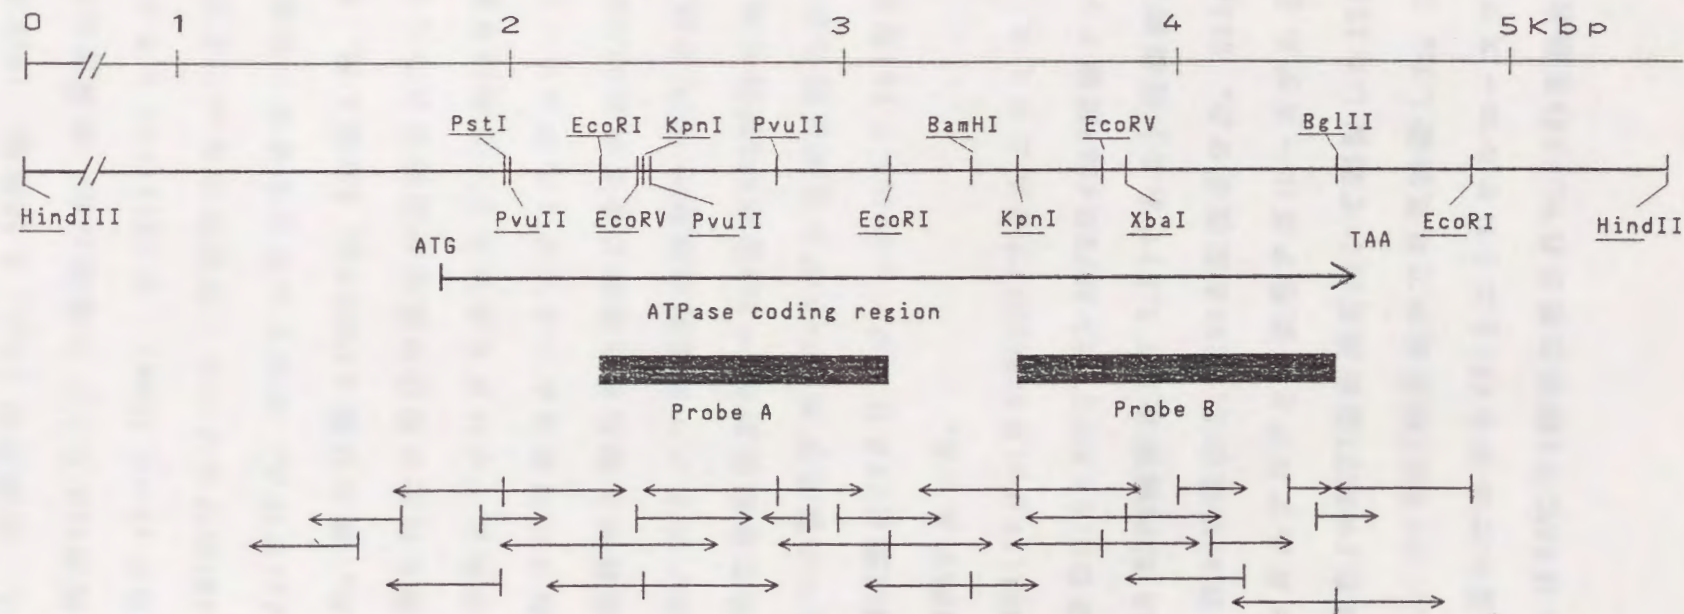 0 1 2 3 4 5Kbp
PstI EcoRI KpnI PvuII BamHI EcoRV BglII
HindIII PvuII EcoRV PvuII EcoRI KpnI XbaI EcoRI HindII
ATG TAA
ATPase coding region
Probe A Probe B